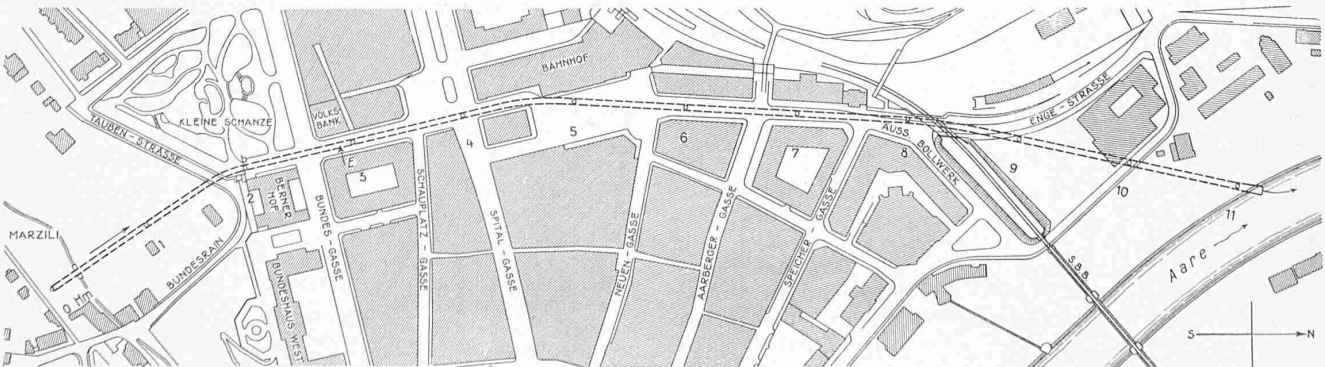 TAUBEN-STRASSE
KLEINE SCHANZE
VOLKS-
BANK
BAHNHOF
ENGE-STRASSE
MARZILI
0 Hm
1
BUNDESRAIN
2
BERNER
HOF
BUNDESHAUS WEST
BUNDES-GASSE
E
3
SCHAUPLATZ-GASSE
4
SPITAL-GASSE
5
NEUEN-GASSE
6
AARBERGER-GASSE
7
SPEICHER-GASSE
8
ÄUSS.
BOLLWERK
9
S.B.B.
10
11
Aare
S
N